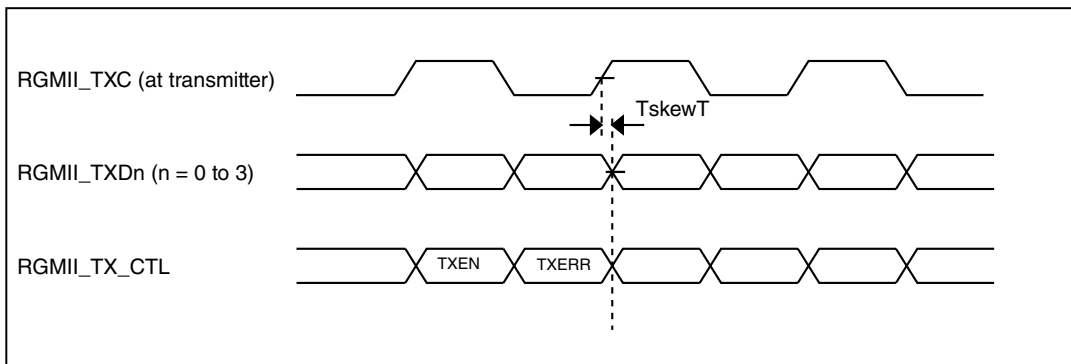 RGMII_TXC (at transmitter)
TskewT
RGMII_TXDn (n = 0 to 3)
RGMII_TX_CTL
TXEN
TXERR